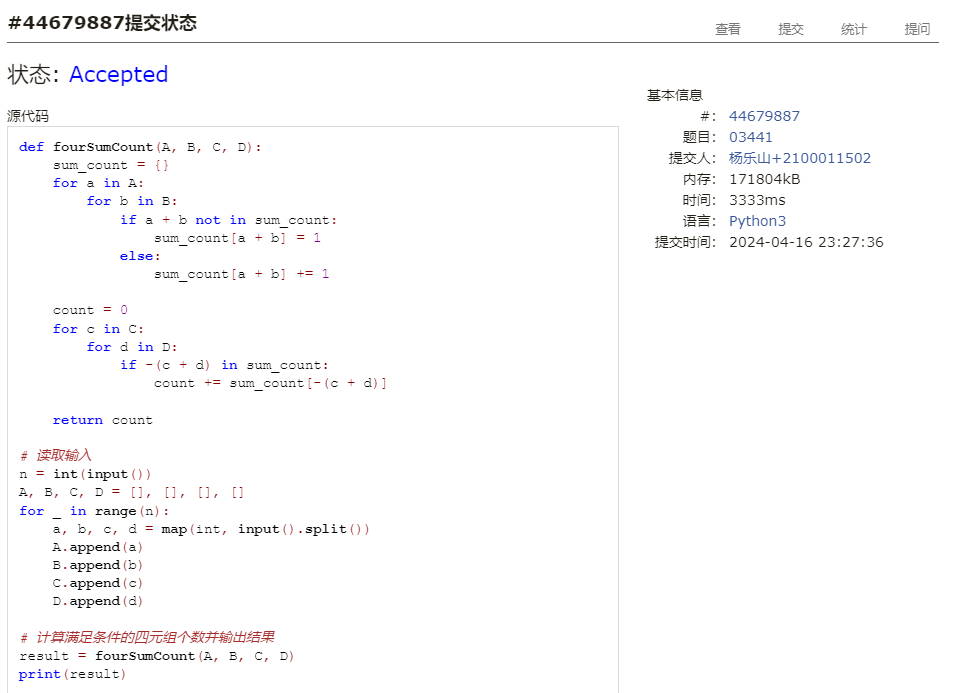 #44679887提交状态
查看 提交 统计 提问
状态: Accepted
源代码
def fourSumCount(A, B, C, D):
    sum_count = {}
    for a in A:
        for b in B:
            if a + b not in sum_count:
                sum_count[a + b] = 1
            else:
                sum_count[a + b] += 1

    count = 0
    for c in C:
        for d in D:
            if -(c + d) in sum_count:
                count += sum_count[-(c + d)]

    return count

# 读取输入
n = int(input())
A, B, C, D = [], [], [], []
for _ in range(n):
    a, b, c, d = map(int, input().split())
    A.append(a)
    B.append(b)
    C.append(c)
    D.append(d)

# 计算满足条件的四元组个数并输出结果
result = fourSumCount(A, B, C, D)
print(result)
基本信息
#: 44679887
题目: 03441
提交人: 杨乐山+2100011502
内存: 171804kB
时间: 3333ms
语言: Python3
提交时间: 2024-04-16 23:27:36